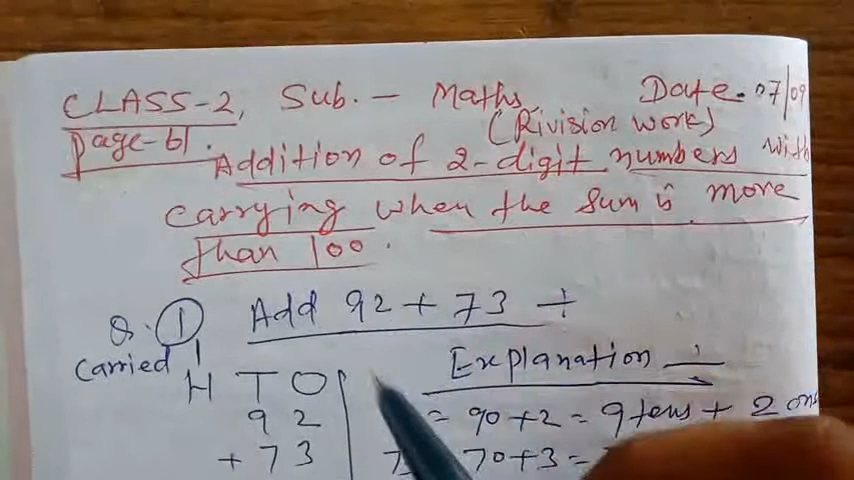 CLASS-2, Sub. - Maths Date. 07/09
(Rivision work)
Page-61.
Addition of 2-digit numbers with
carrying when the sum is more
than 100.
Q. 1 Add 92 + 73 ÷
Carried 1
Explanation ÷
H T O
9 2 = 90+2 = 9 tens + 2 ons
+ 7 3 7 70+3 =